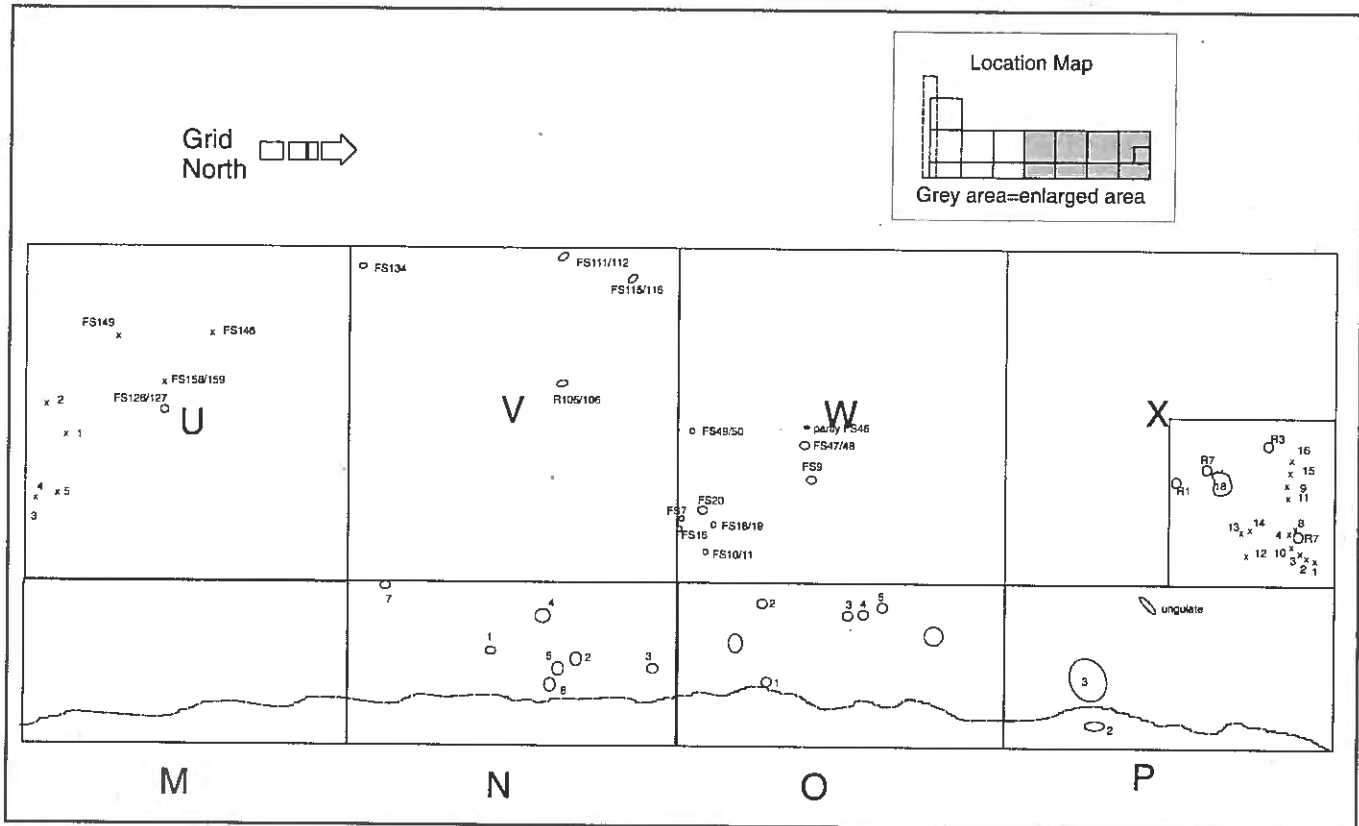 Location Map
Grid
North
Grey area=enlarged area
FS134
FS111/112
FS115/116
FS149
FS146
FS158/159
FS126/127
R105/106
2
1
4
5
3
U
V
W
X
FS49/50
partly FS46
FS47/48
FS9
FS20
FS7
FS18/19
FS16
FS10/11
R3
R7
16
15
R1
18
9
11
13
14
8
4
R7
12
10
3
2
1
7
4
1
5
2
3
6
2
3
4
5
1
ungulate
3
2
M
N
O
P